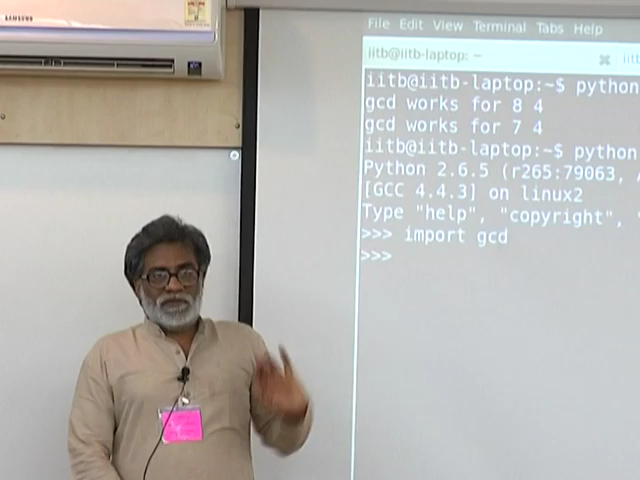 SAMSUNG
File Edit View Terminal Tabs Help
iitb@iitb-laptop: ~
iitb@iitb-laptop:~$ python
gcd works for 8 4
gcd works for 7 4
iitb@iitb-laptop:~$ python
Python 2.6.5 (r265:79063,
[GCC 4.4.3] on linux2
Type "help", "copyright",
>>> import gcd
>>>